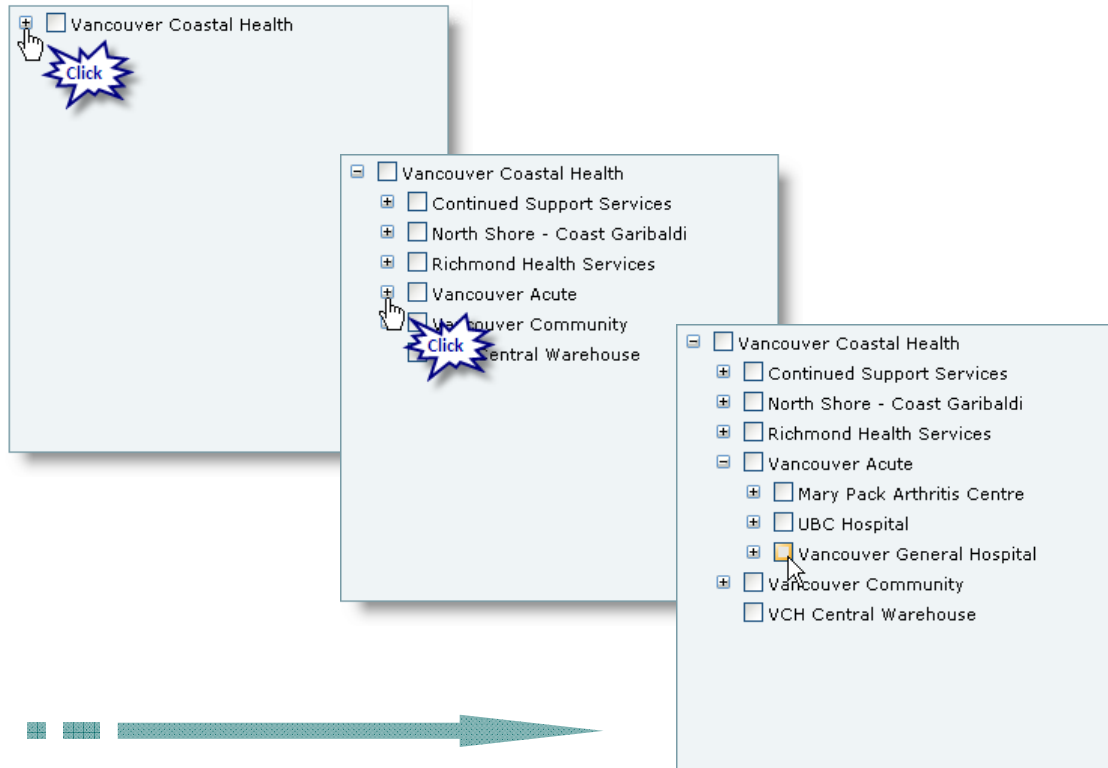 Vancouver Coastal Health
Click
Vancouver Coastal Health
Continued Support Services
North Shore - Coast Garibaldi
Richmond Health Services
Vancouver Acute
Vancouver Community
Click
Central Warehouse
Vancouver Coastal Health
Continued Support Services
North Shore - Coast Garibaldi
Richmond Health Services
Vancouver Acute
Mary Pack Arthritis Centre
UBC Hospital
Vancouver General Hospital
Vancouver Community
VCH Central Warehouse